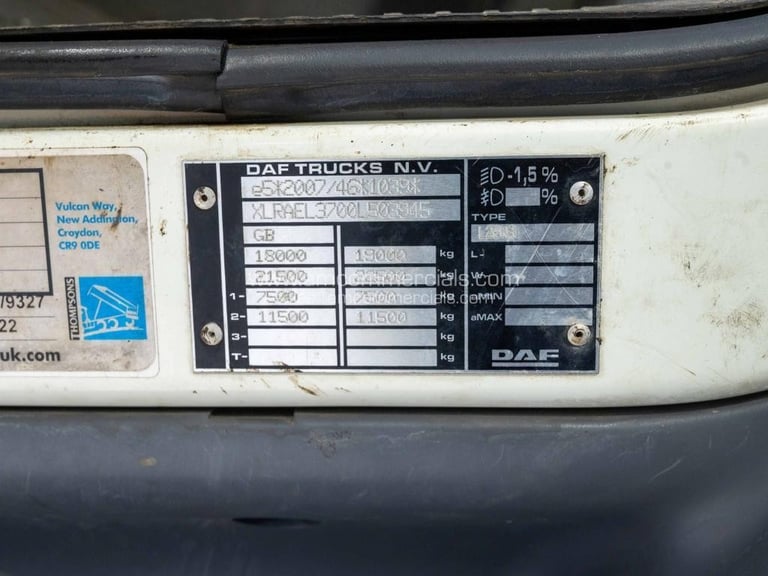 Vulcan Way,
New Addington,
Croydon,
CR9 0DE
79327
22
uk.com
THOMPSONS
DAF TRUCKS N.V.
GB
18000 18000 kg
21500 kg
1- 7500 7500 kg
2- 11500 11500 kg
3- kg
T- kg
-1,5 %
%
TYPE
L-
W-
aMIN
aMAX
DAF